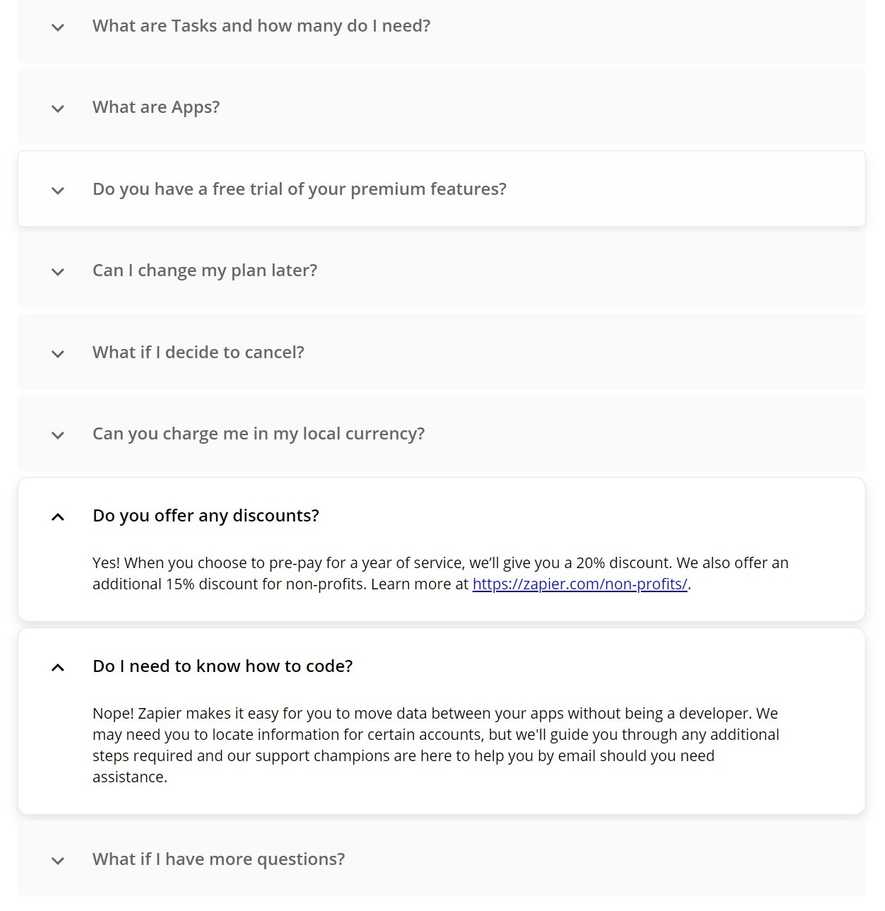 What are Tasks and how many do I need?
What are Apps?
Do you have a free trial of your premium features?
Can I change my plan later?
What if I decide to cancel?
Can you charge me in my local currency?
Do you offer any discounts?
Yes! When you choose to pre-pay for a year of service, we'll give you a 20% discount. We also offer an
additional 15% discount for non-profits. Learn more at https://zapier.com/non-profits/.
Do I need to know how to code?
Nope! Zapier makes it easy for you to move data between your apps without being a developer. We
may need you to locate information for certain accounts, but we'll guide you through any additional
steps required and our support champions are here to help you by email should you need
assistance.
What if I have more questions?